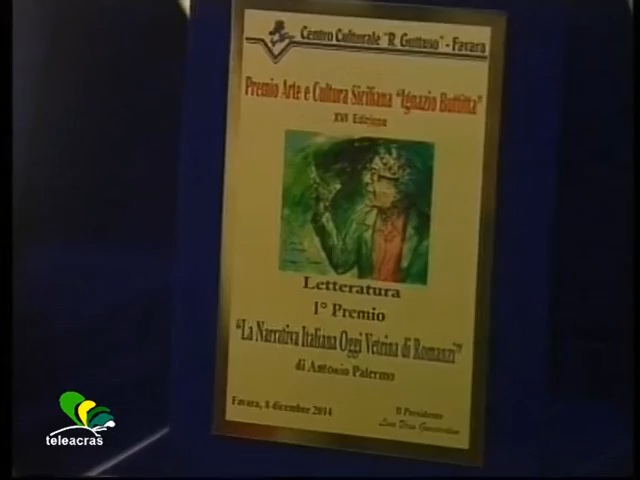 Centro Culturale "R. Guttuso" - Favara
Premio Arte e Cultura Siciliana "Ignazio Buttitta"
XVI Edizione
Letteratura
1° Premio
"La Narrativa Italiana Oggi Vetrina di Romanzi"
di Antonio Palermo
Favara, 8 dicembre 2014
Il Presidente
teleacras